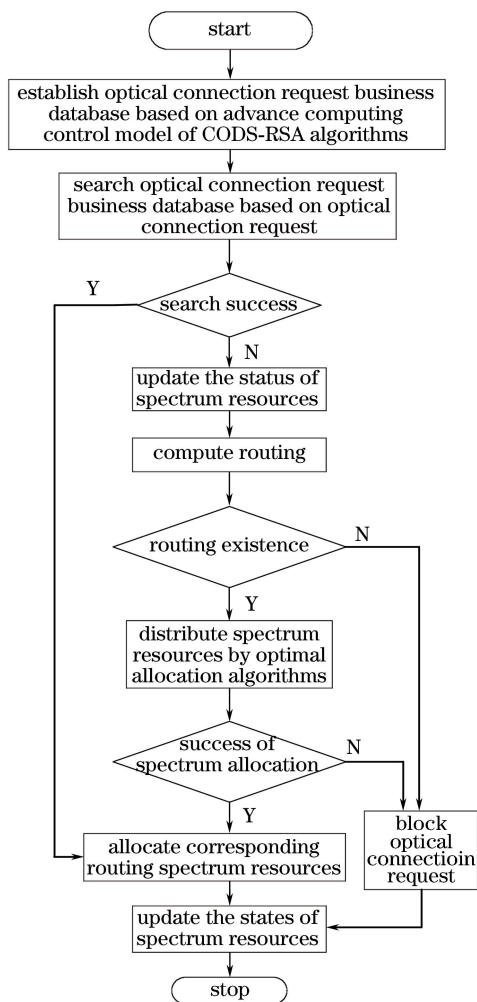 start
establish optical connection request business
database based on advance computing
control model of CODS-RSA algorithms
search optical connection request
business database based on optical
connection request
Y
search success
N
update the status of
spectrum resources
compute routing
N
routing existence
Y
distribute spectrum
resources by optimal
allocation algorithms
success of
spectrum allocation
N
Y
allocate corresponding
routing spectrum resources
block
optical
connectioin
request
update the states of
spectrum resources
stop